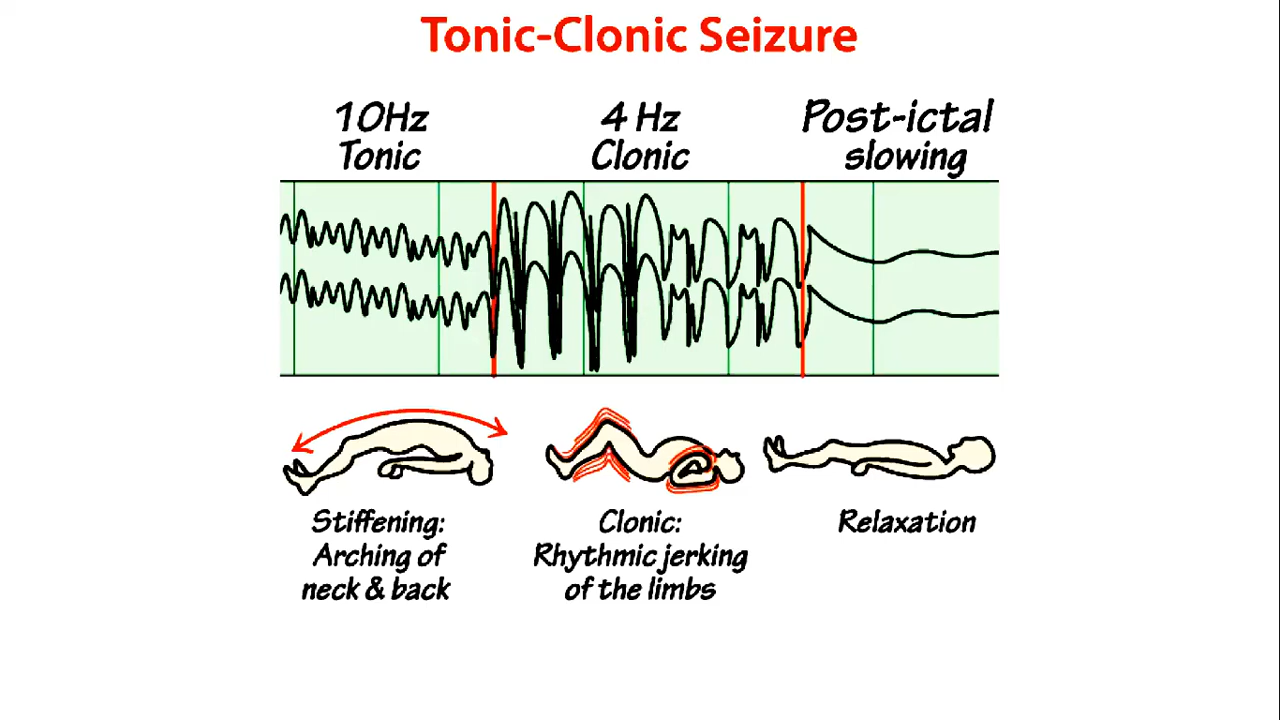 Tonic-Clonic Seizure
10Hz
Tonic
4 Hz
Clonic
Post-ictal
slowing
Stiffening:
Arching of
neck & back
Clonic:
Rhythmic jerking
of the limbs
Relaxation